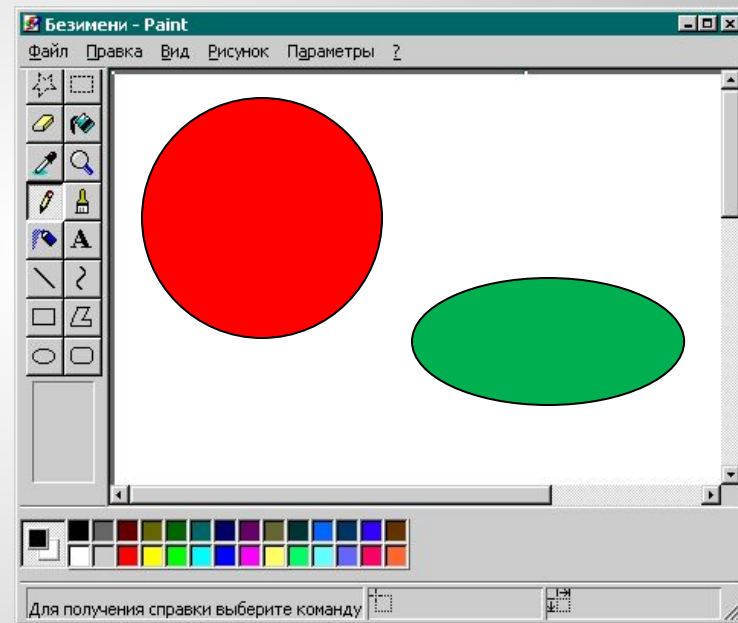 Безимени - Paint
Файл Правка Вид Рисунок Параметры ?
A
Для получения справки выберите команду